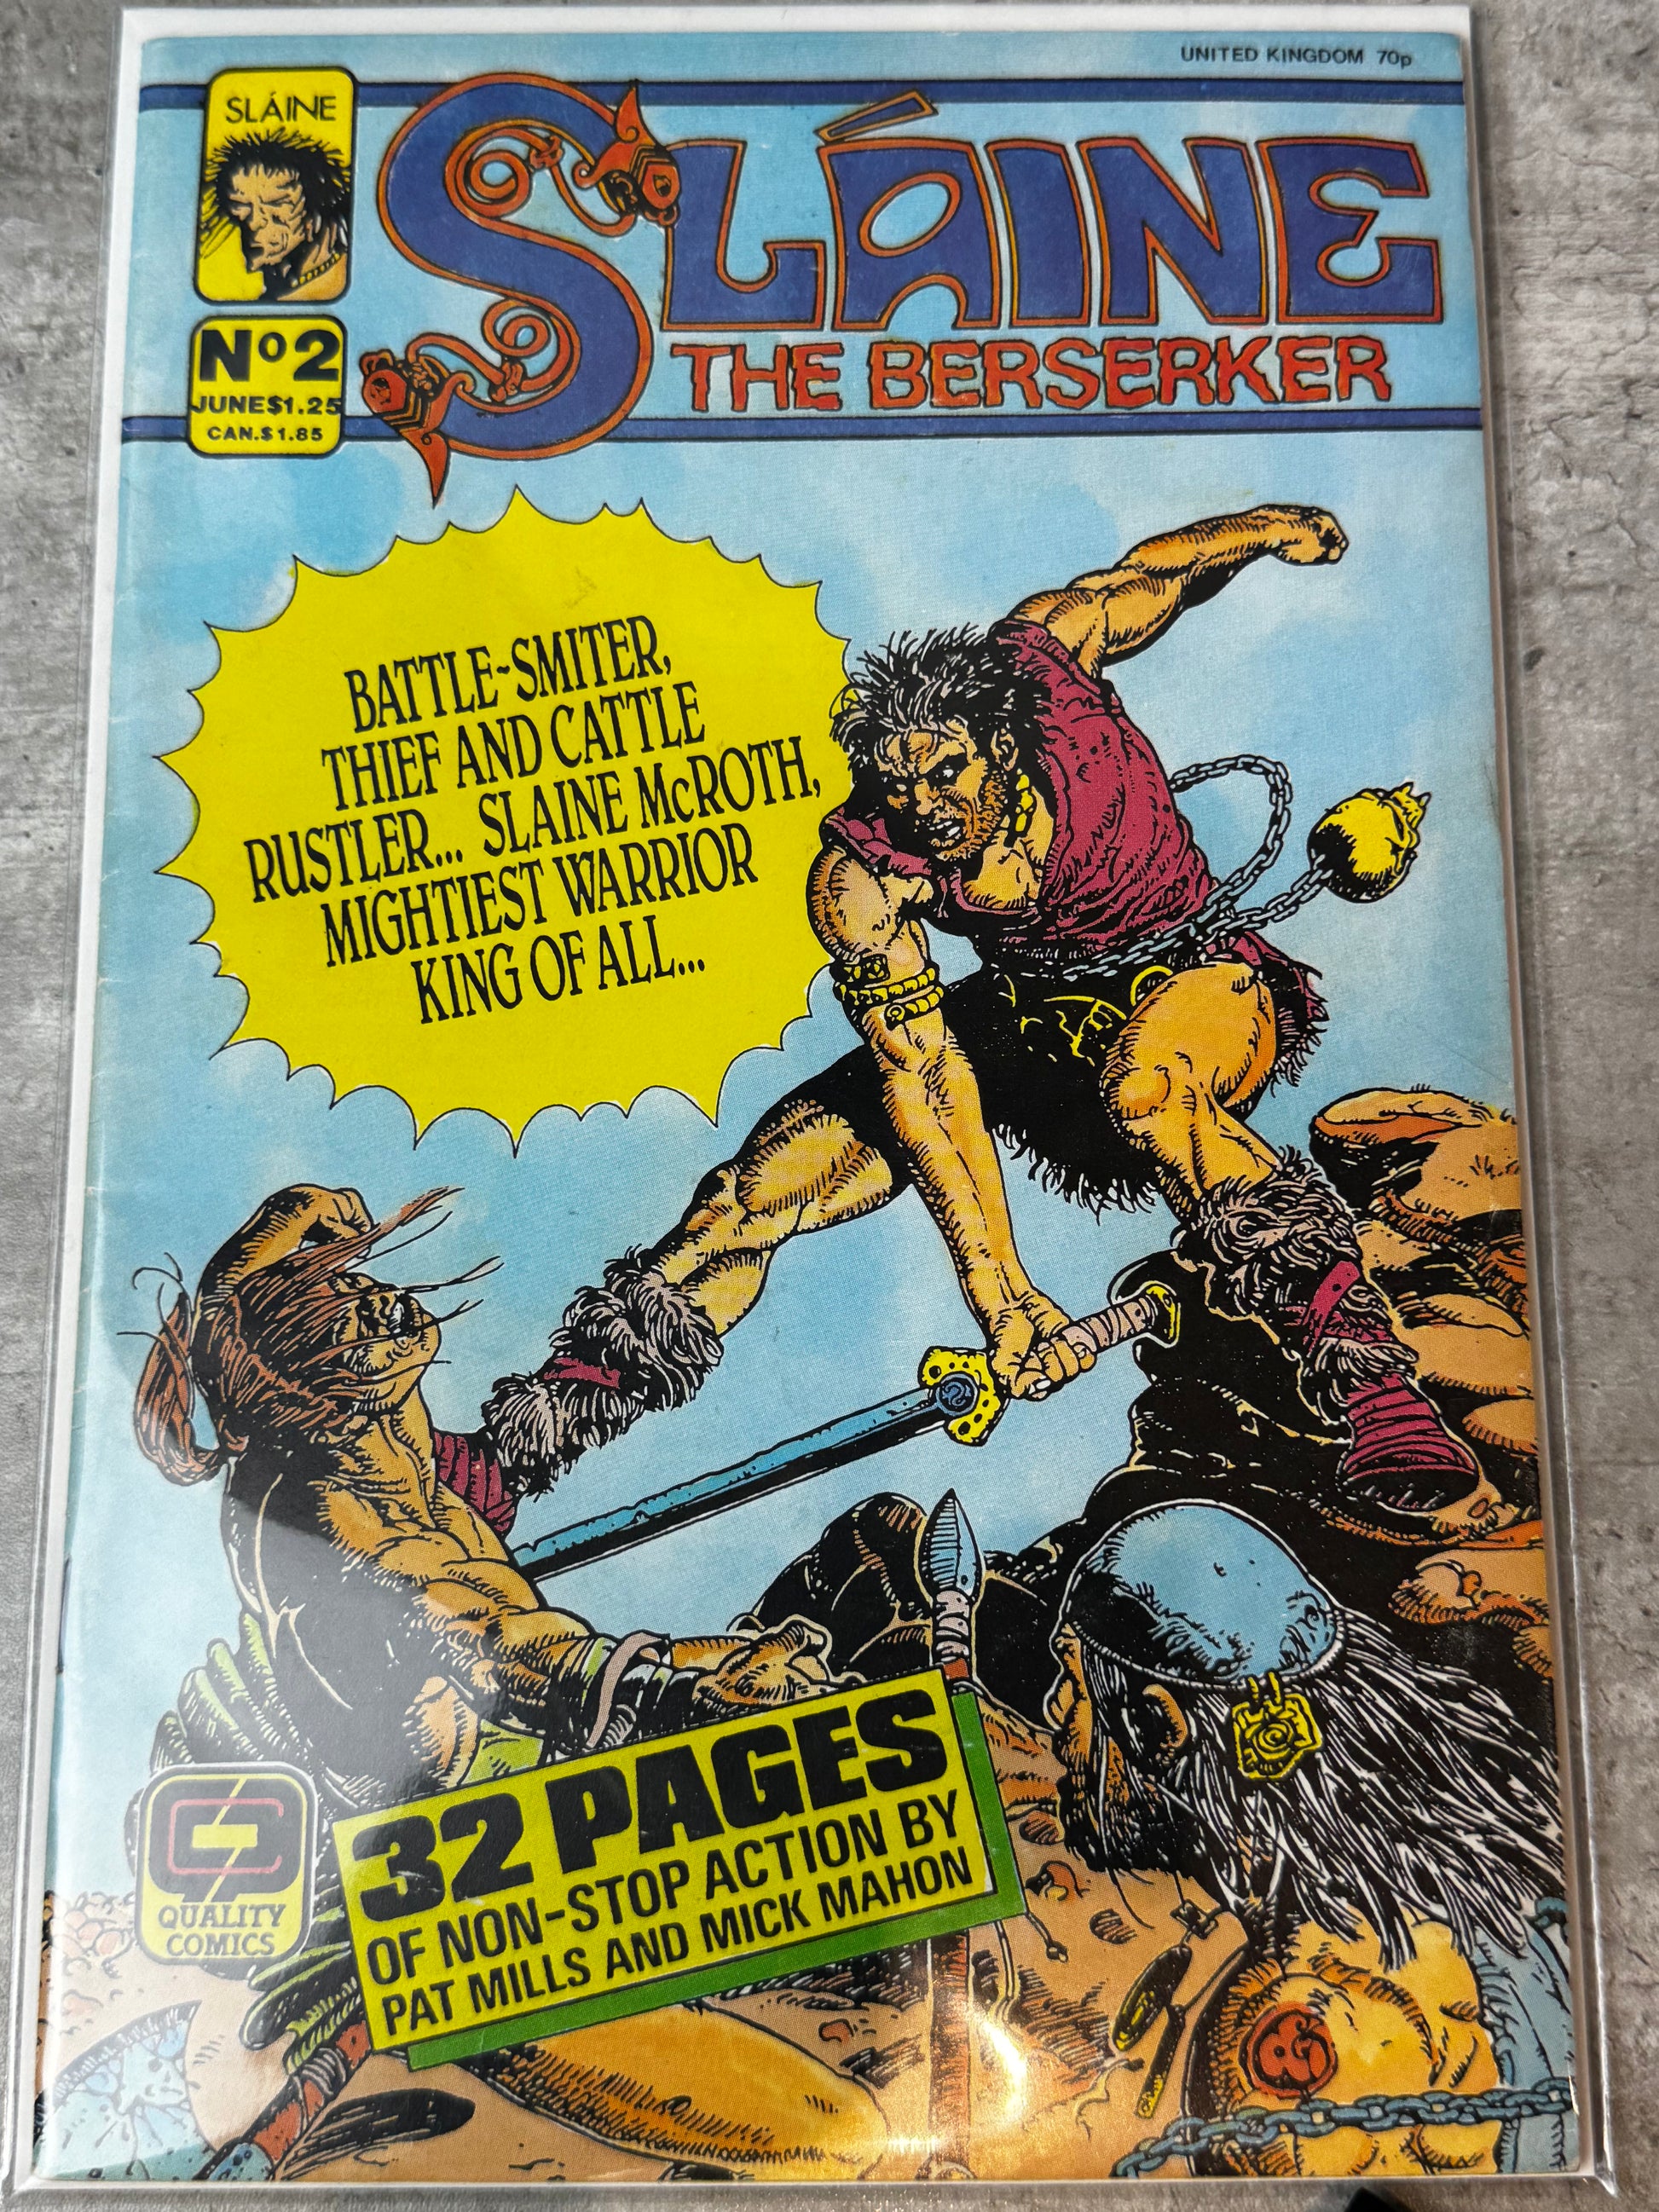 UNITED KINGDOM 70p
SLÁINE
SLÁINE
THE BERSERKER
Nº2
JUNE$1.25
CAN.$1.85
BATTLE-SMITER,
THIEF AND CATTLE
RUSTLER... SLAINE McROTH,
MIGHTIEST WARRIOR
KING OF ALL...
32 PAGES
OF NON-STOP ACTION BY
PAT MILLS AND MICK MAHON
QP
QUALITY
COMICS